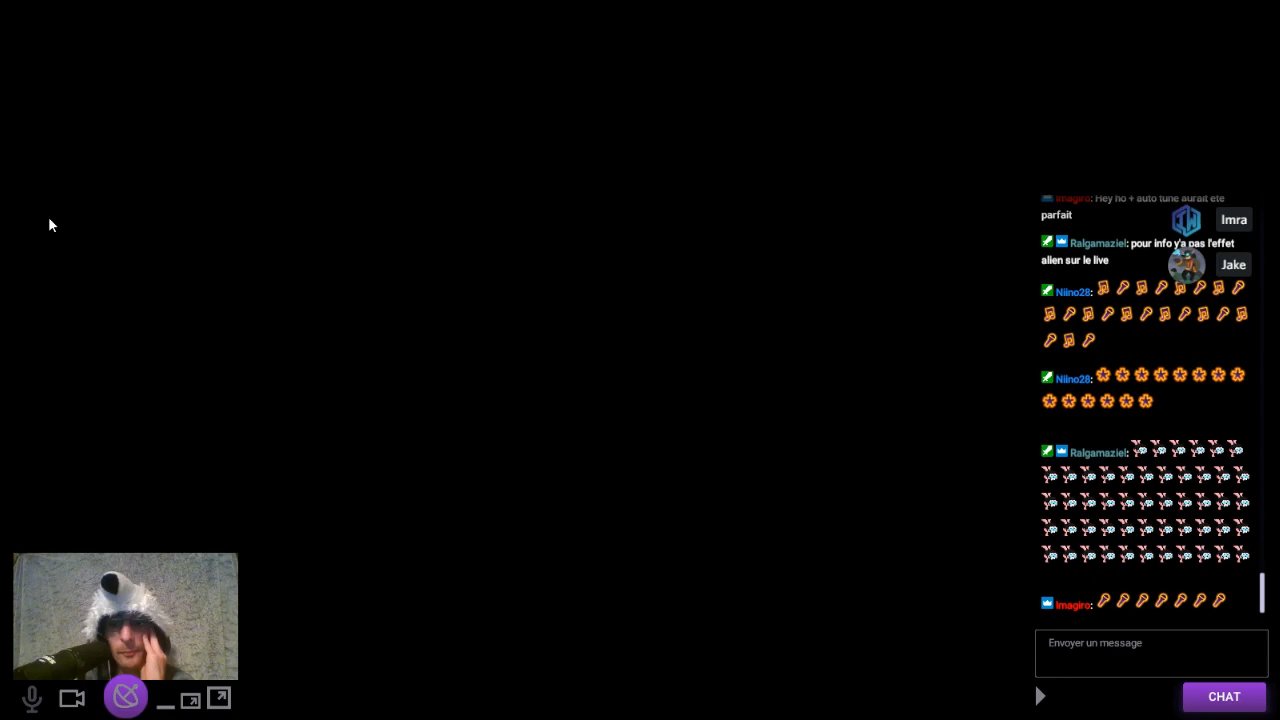 Imagiro: Hey ho + auto tune aurait été
parfait
Imra
Ralgamaziel: pour info y'a pas l'effet
alien sur le live
Jake
Niino28:
Niino28:
Ralgamaziel:
Imagiro:
Envoyer un message
CHAT